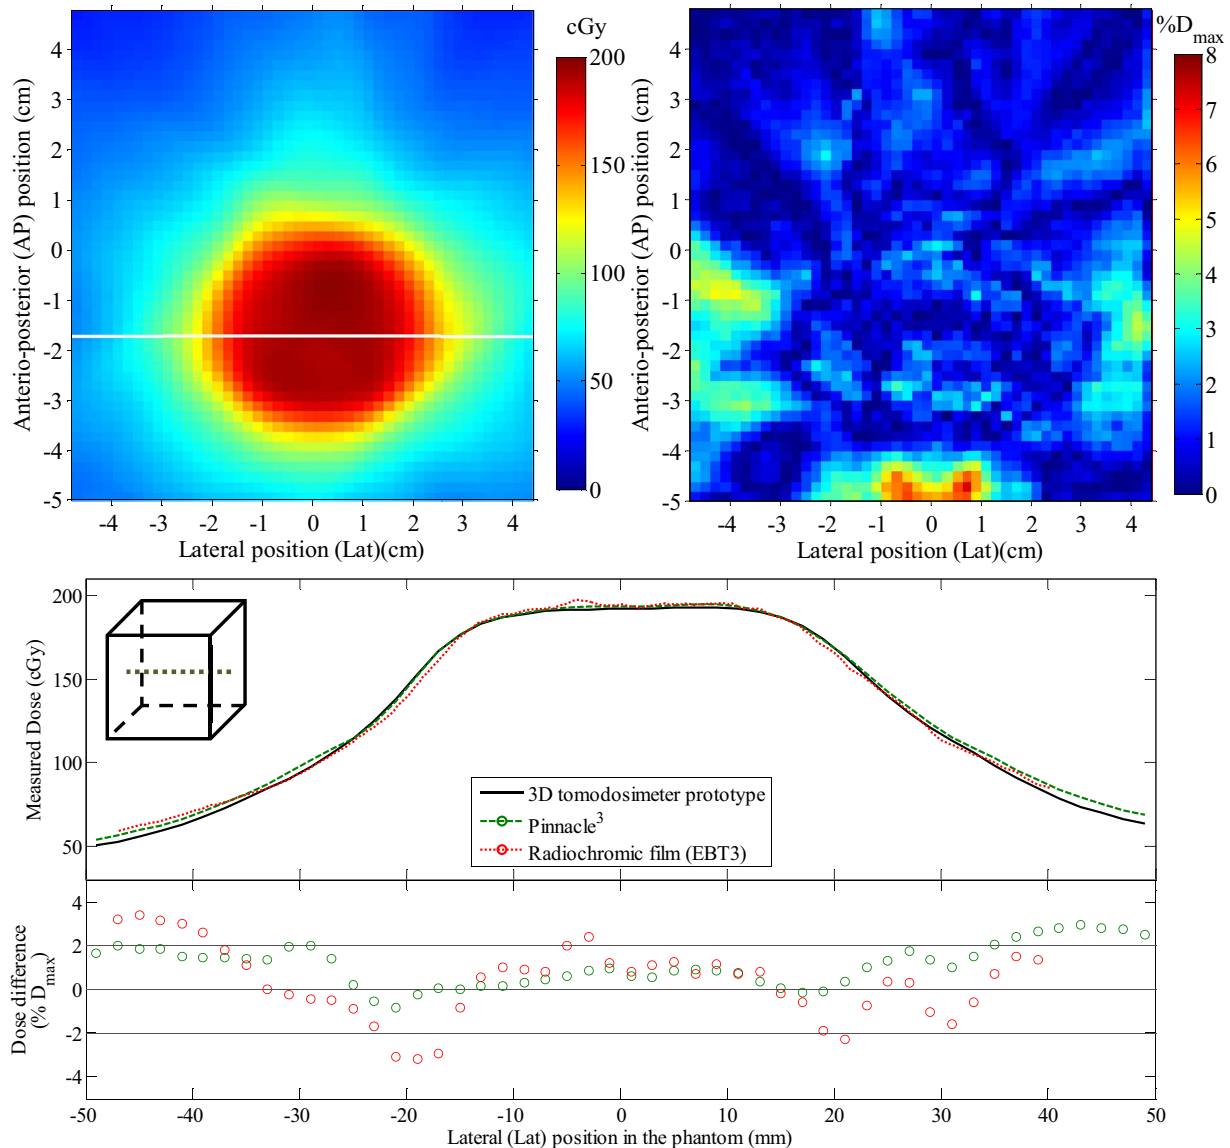 cGy
%Dmax
Anterio-posterior (AP) position (cm)
4
3
2
1
0
-1
-2
-3
-4
-5
-4 -3 -2 -1 0 1 2 3 4
Lateral position (Lat)(cm)
200
150
100
50
0
Anterio-posterior (AP) position (cm)
4
3
2
1
0
-1
-2
-3
-4
-5
-4 -3 -2 -1 0 1 2 3 4
Lateral position (Lat)(cm)
8
7
6
5
4
3
2
1
0
Measured Dose (cGy)
200
150
100
50
3D tomodosimeter prototype
Pinnacle3
Radiochromic film (EBT3)
Dose difference
(% Dmax)
4
2
0
-2
-4
-50 -40 -30 -20 -10 0 10 20 30 40 50
Lateral (Lat) position in the phantom (mm)